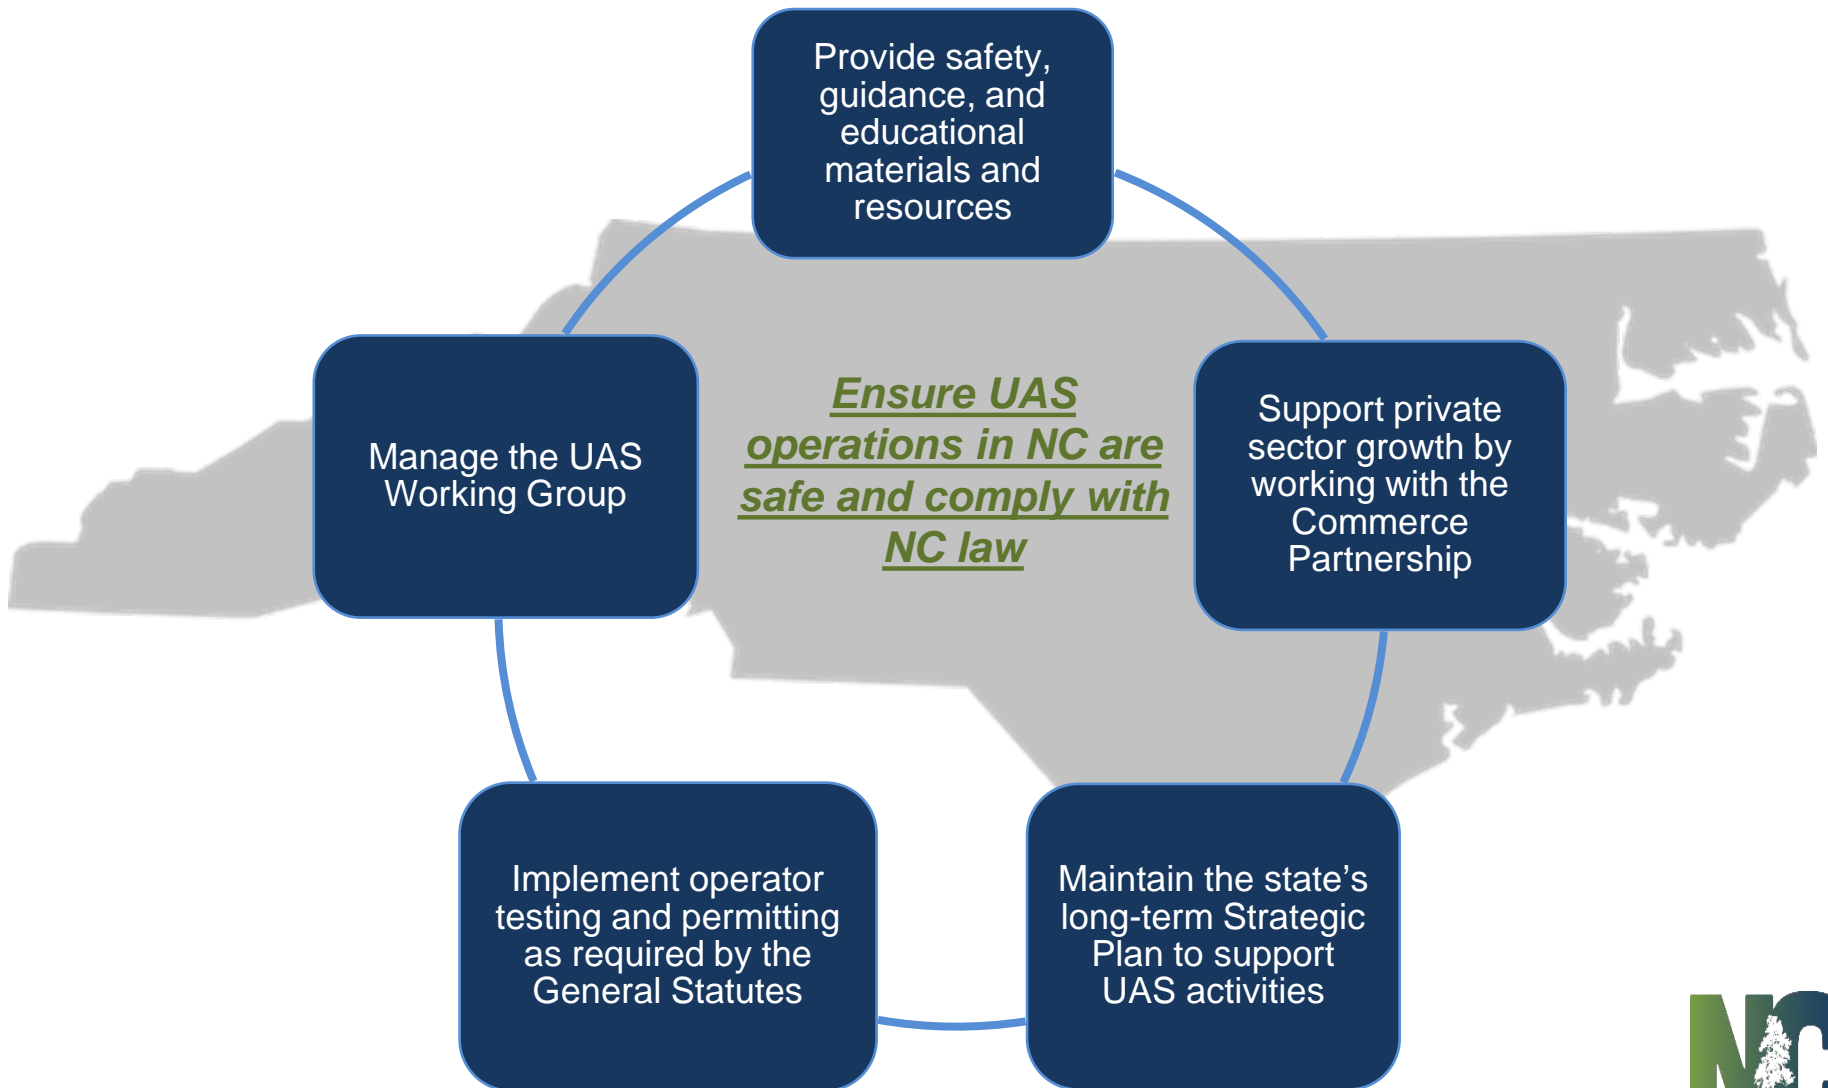 Provide safety,
guidance, and
educational
materials and
resources
Manage the UAS
Working Group
Ensure UAS
operations in NC are
safe and comply with
NC law
Support private
sector growth by
working with the
Commerce
Partnership
Implement operator
testing and permitting
as required by the
General Statutes
Maintain the state’s
long-term Strategic
Plan to support
UAS activities
NC